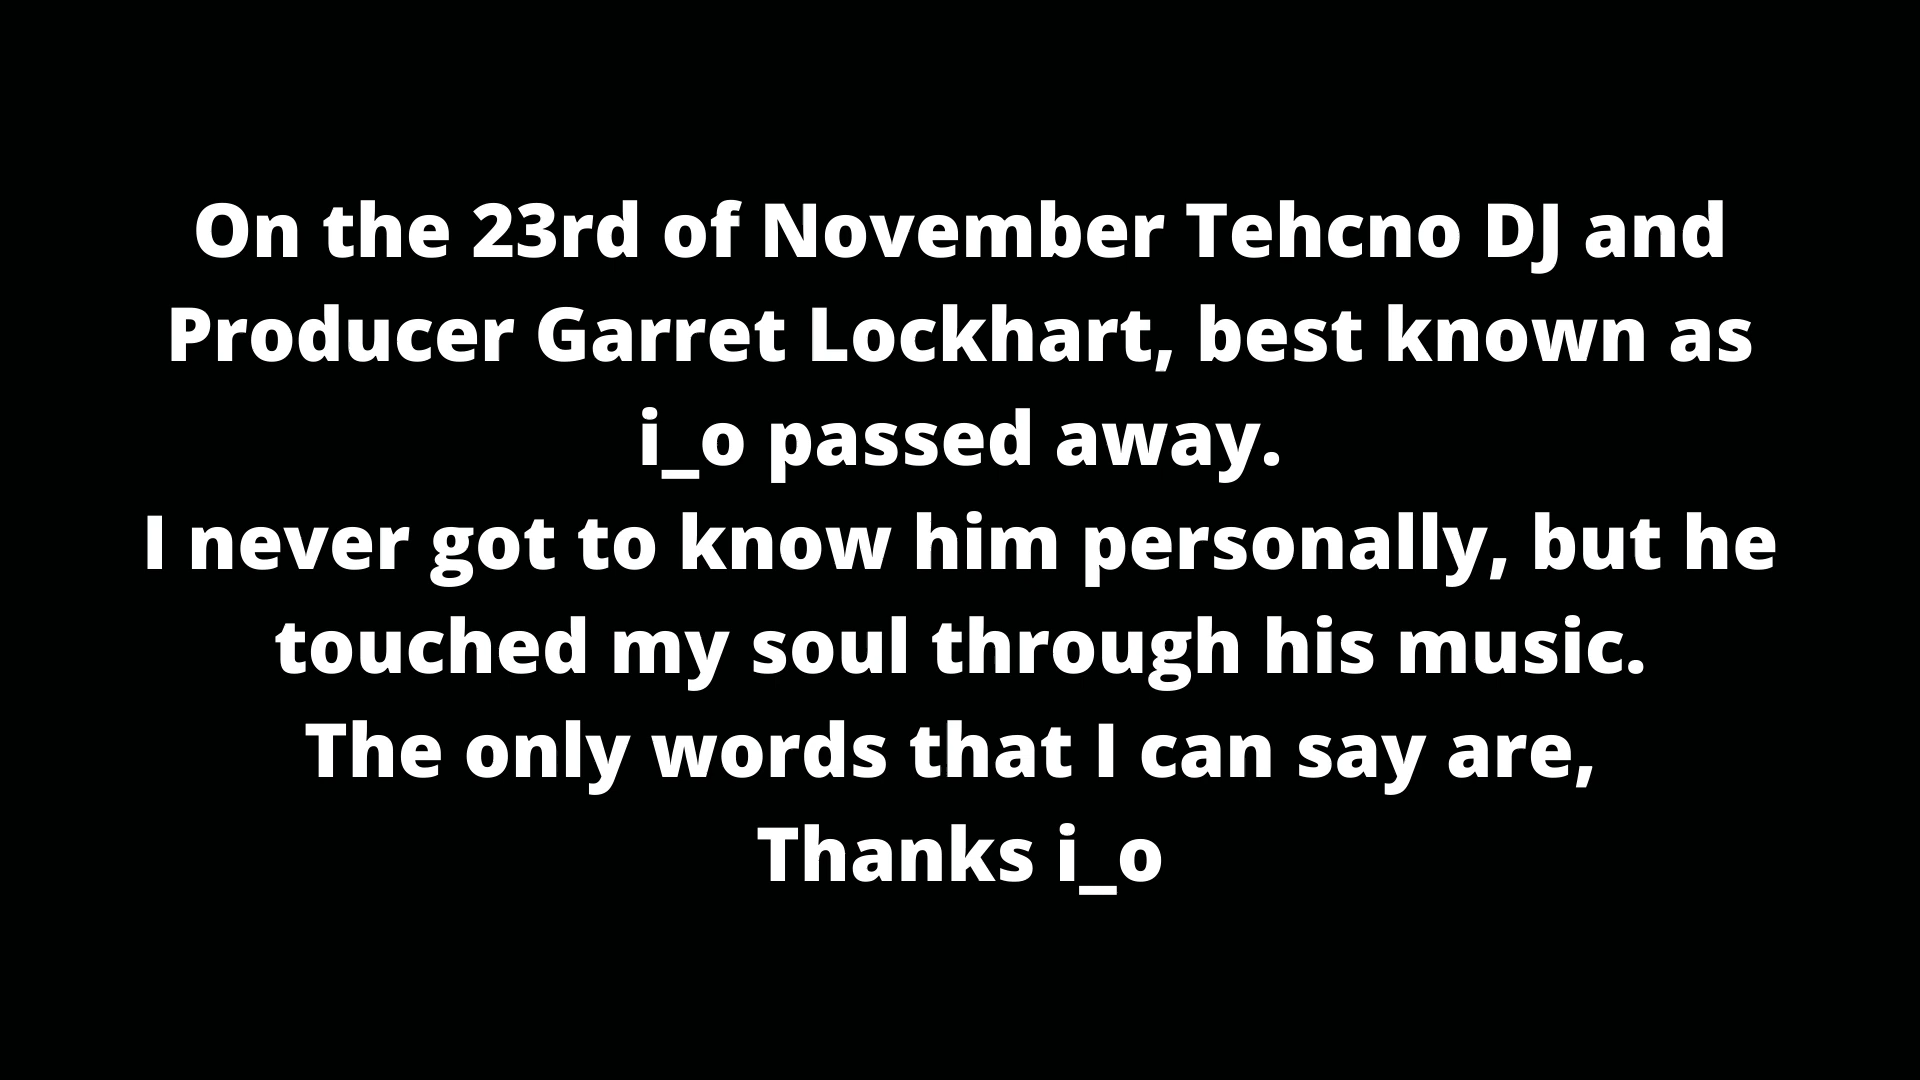 On the 23rd of November Tehcno DJ and
Producer Garret Lockhart, best known as
i_o passed away.
I never got to know him personally, but he
touched my soul through his music.
The only words that I can say are,
Thanks i_o